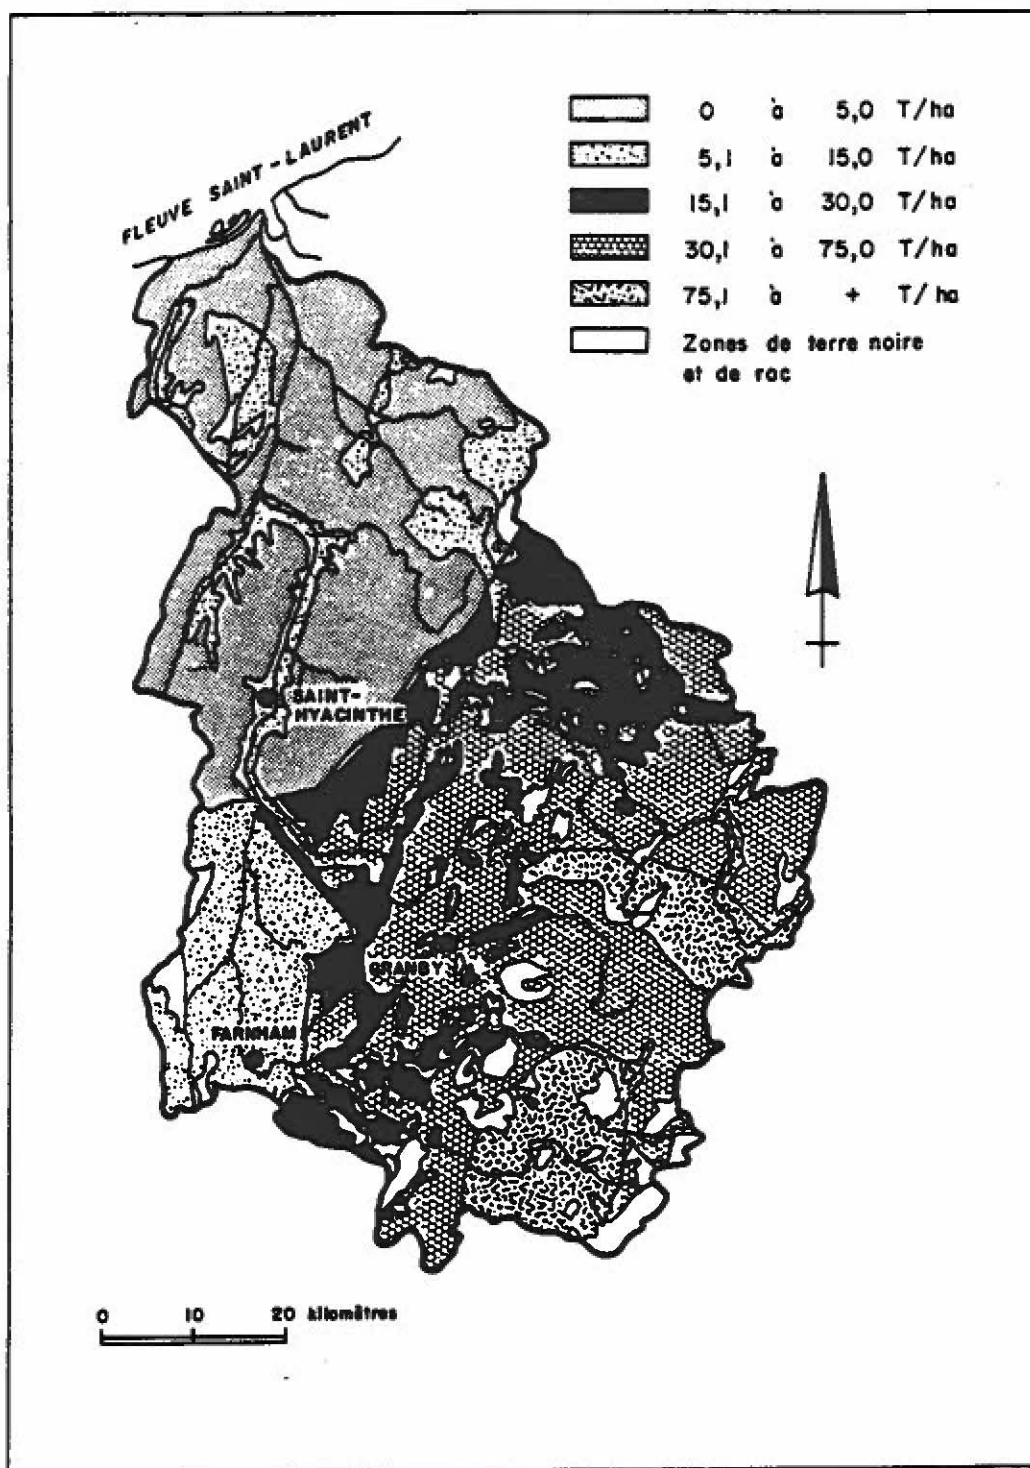 FLEUVE SAINT-LAURENT
0 à 5,0 T/ha
5,1 à 15,0 T/ha
15,1 à 30,0 T/ha
30,1 à 75,0 T/ha
75,1 à + T/ha
Zones de terre noire
et de roc
SAINT-
HYACINTHE
GRANBY
FARNHAM
0 10 20 kilomètres